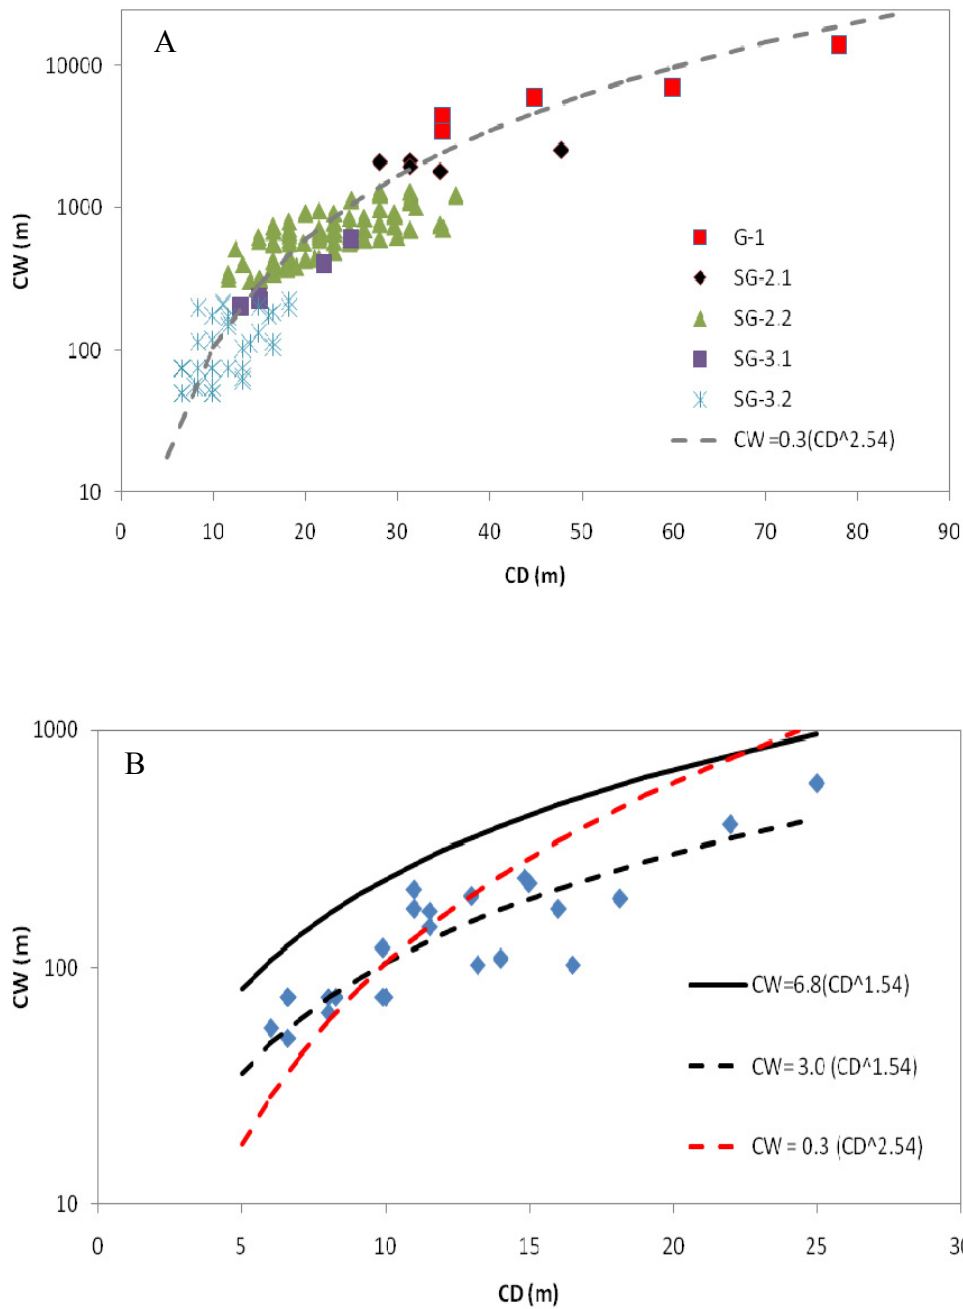 A
10000
1000
100
10
CW (m)
G-1
SG-2.1
SG-2.2
SG-3.1
SG-3.2
CW=0.3(CD^2.54)
0 10 20 30 40 50 60 70 80 90
CD (m)
B
1000
100
10
CW (m)
CW=6.8(CD^1.54)
CW= 3.0 (CD^1.54)
CW = 0.3 (CD^2.54)
0 5 10 15 20 25
CD (m)